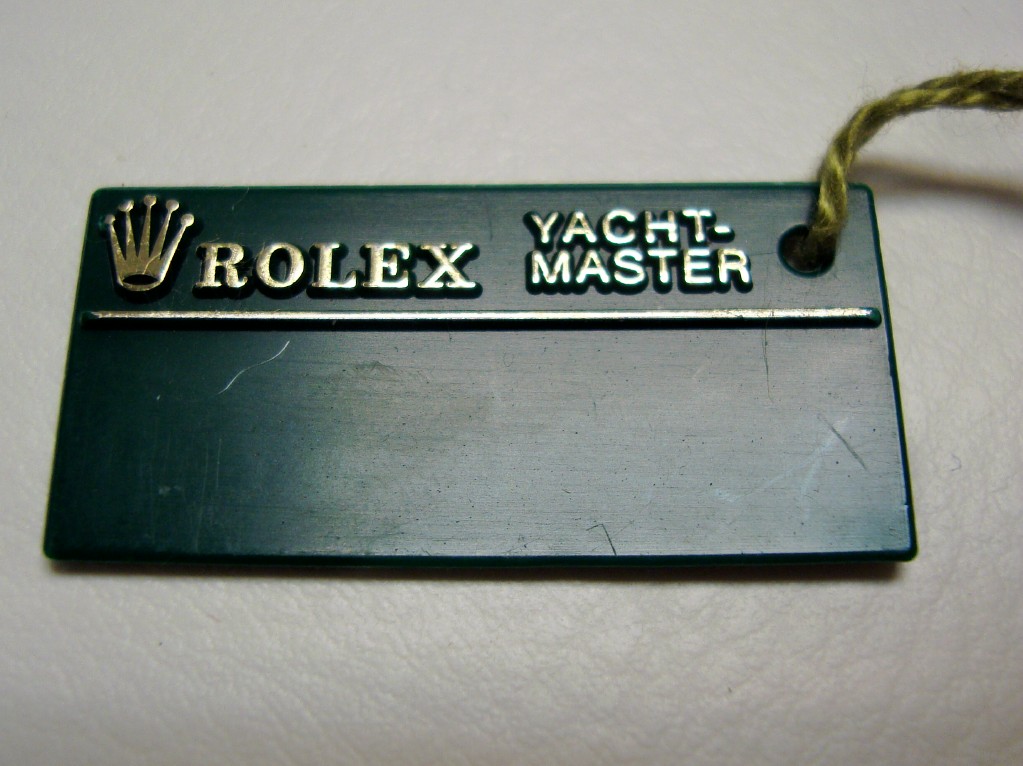 ROLEX
YACHT-
MASTER